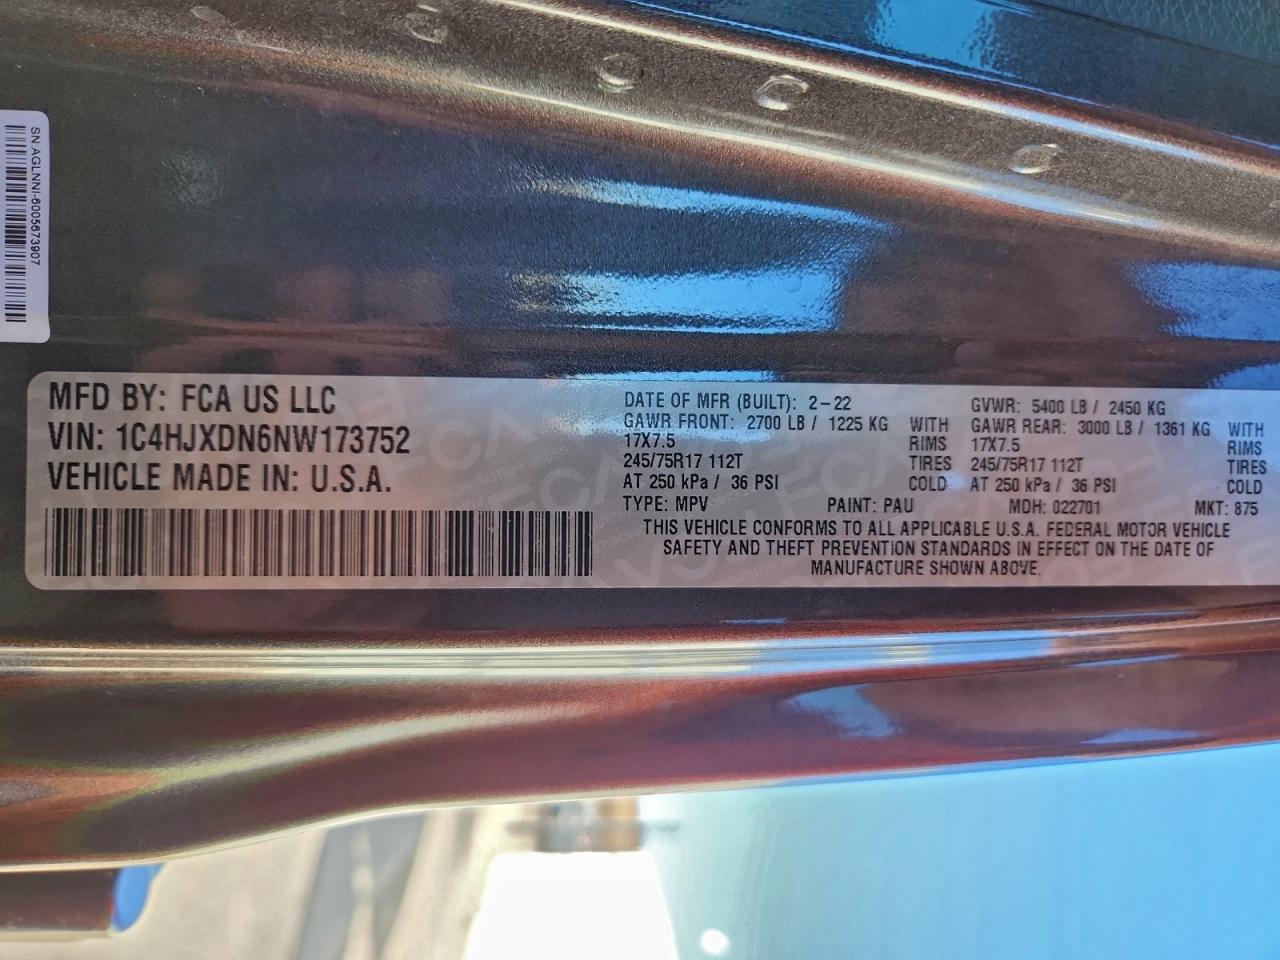 SN:AGLNNI-6005673907
MFD BY: FCA US LLC
VIN: 1C4HJXDN6NW173752
VEHICLE MADE IN: U.S.A.
DATE OF MFR (BUILT): 2-22
GAWR FRONT: 2700 LB / 1225 KG WITH
17X7.5 RIMS
245/75R17 112T TIRES
AT 250 kPa / 36 PSI COLD
GVWR: 5400 LB / 2450 KG
GAWR REAR: 3000 LB / 1361 KG WITH
17X7.5 RIMS
245/75R17 112T TIRES
AT 250 kPa / 36 PSI COLD
TYPE: MPV PAINT: PAU MDH: 022701 MKT: 875
THIS VEHICLE CONFORMS TO ALL APPLICABLE U.S.A. FEDERAL MOTOR VEHICLE
SAFETY AND THEFT PREVENTION STANDARDS IN EFFECT ON THE DATE OF
MANUFACTURE SHOWN ABOVE.